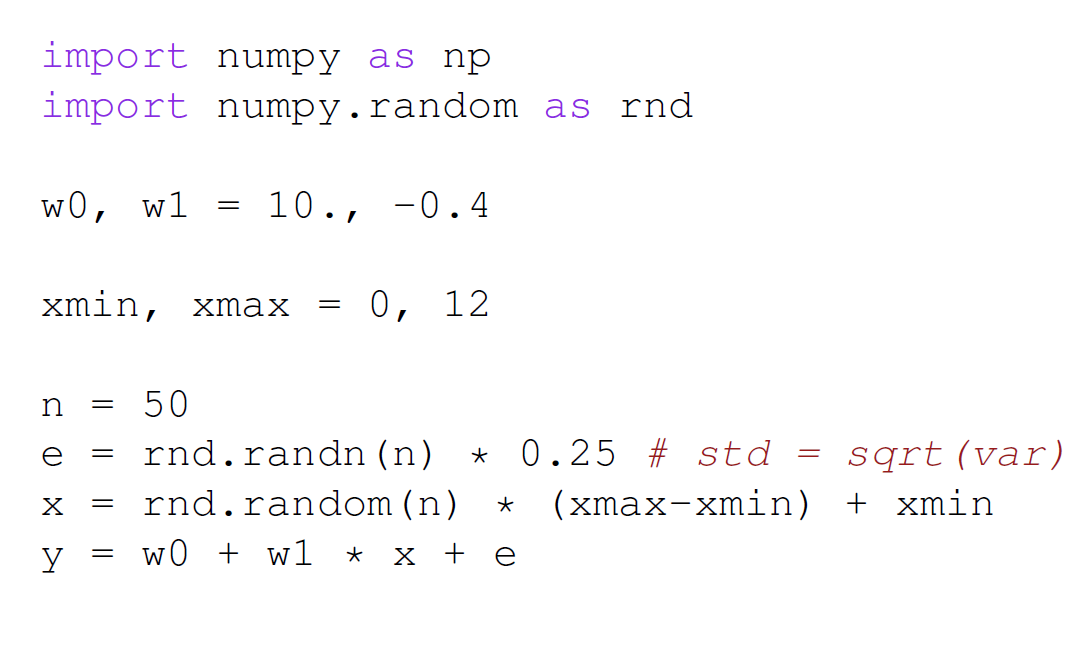 import numpy as np
import numpy.random as rnd
w0, w1 = 10., -0.4
xmin, xmax = 0, 12
n = 50
e = rnd.randn(n) * 0.25 # std = sqrt(var)
x = rnd.random(n) * (xmax-xmin) + xmin
y = w0 + w1 * x + e